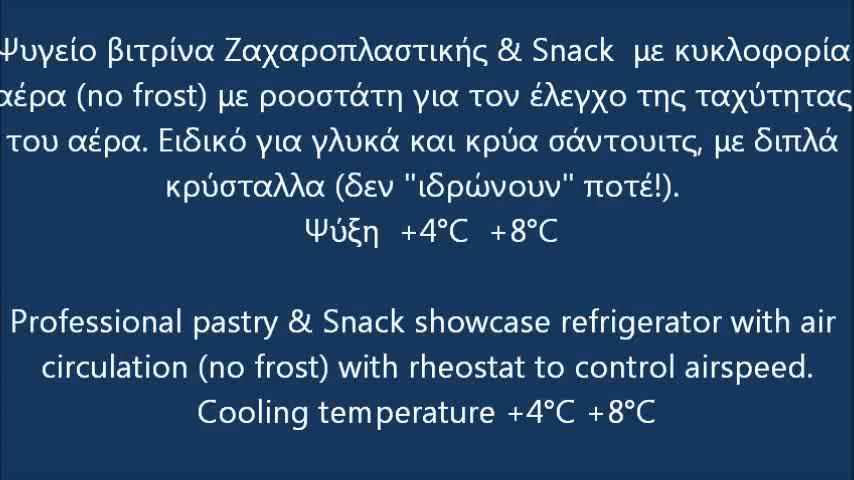 Ψυγείο βιτρίνα Ζαχαροπλαστικής & Snack με κυκλοφορία
αέρα (no frost) με ροοστάτη για τον έλεγχο της ταχύτητας
του αέρα. Ειδικό για γλυκά και κρύα σάντουιτς, με διπλά
κρύσταλλα (δεν "ιδρώνουν" ποτέ!).
Ψύξη +4°C +8°C
Professional pastry & Snack showcase refrigerator with air
circulation (no frost) with rheostat to control airspeed.
Cooling temperature +4°C +8°C